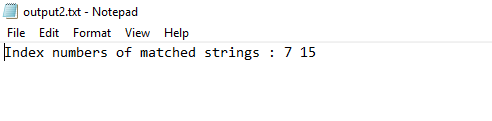 output2.txt - Notepad
File Edit Format View Help
Index numbers of matched strings : 7 15